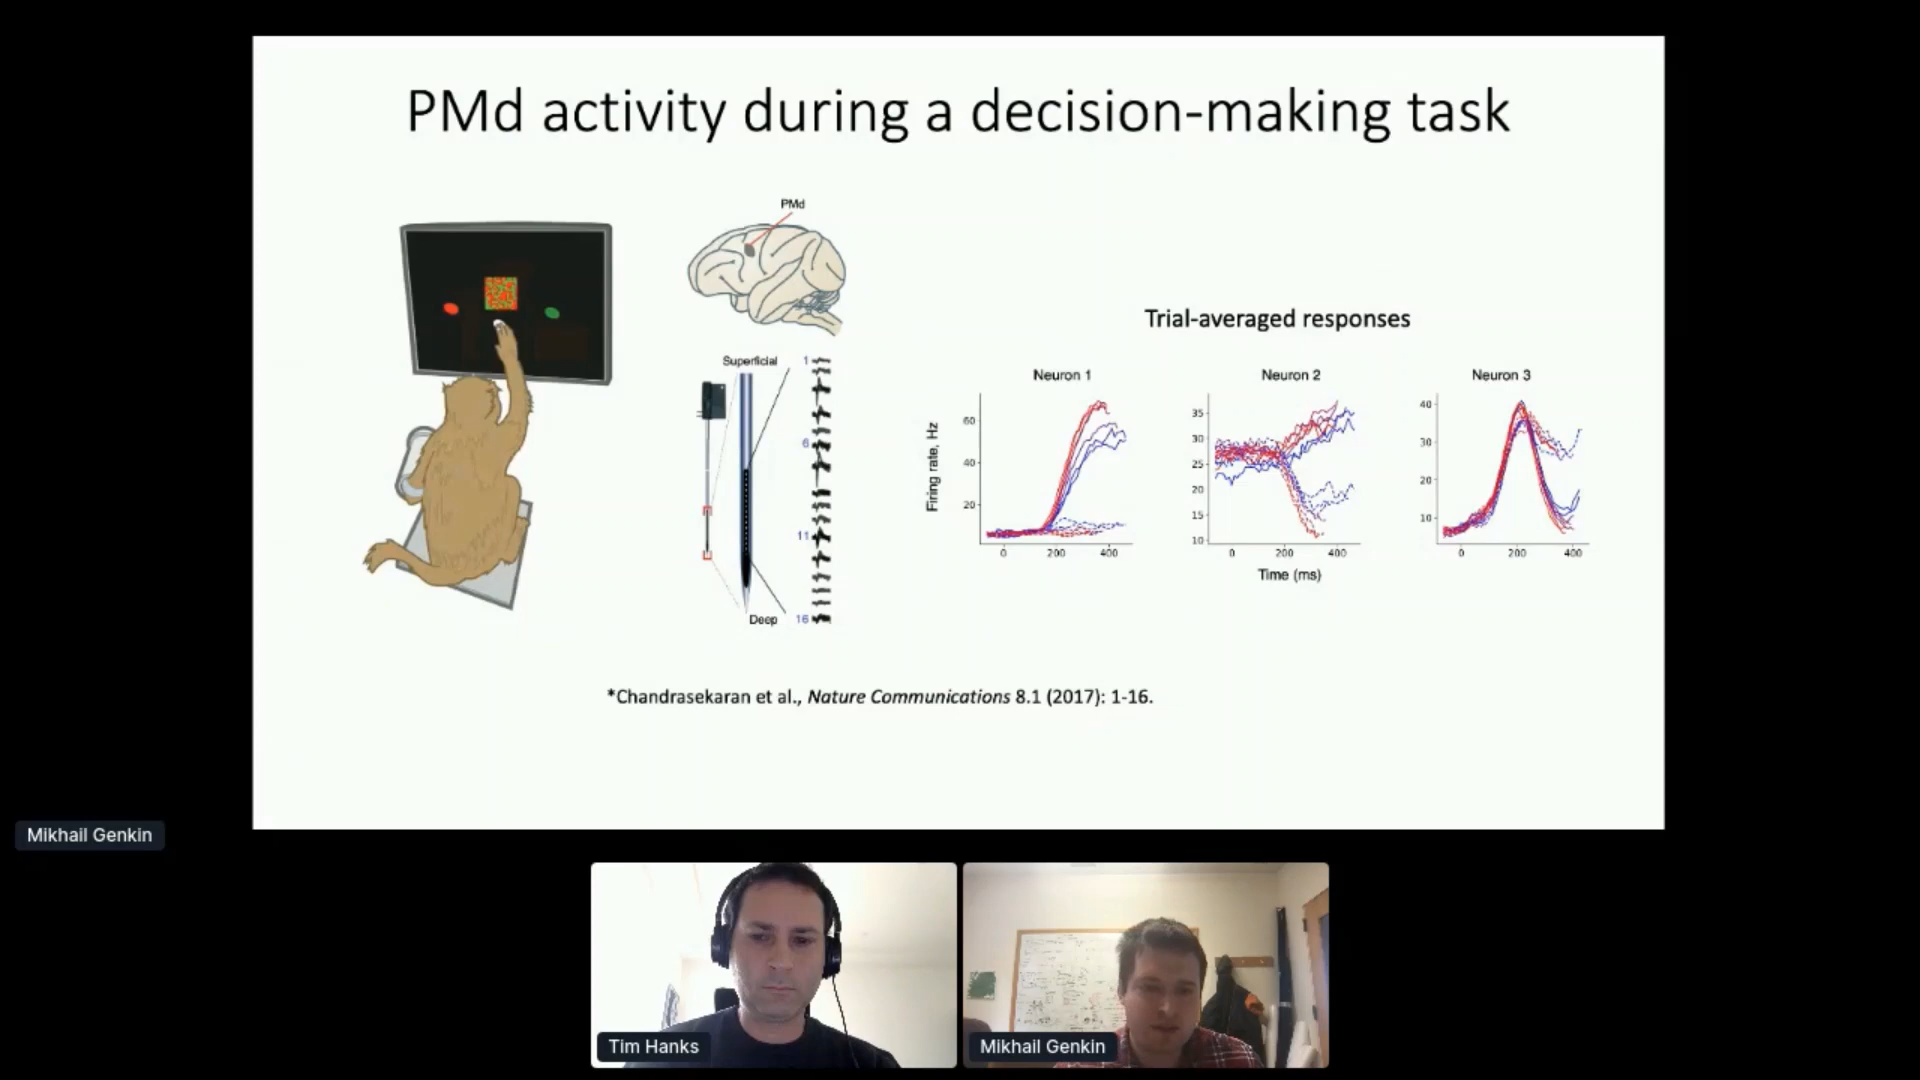 PMd activity during a decision-making task
PMd
Superficial
1
6
11
Deep 16
Trial-averaged responses
Neuron 1
Neuron 2
Neuron 3
Firing rate, Hz
60
40
20
0 200 400
35
30
25
20
15
10
0 200 400
40
30
20
10
0 200 400
Time (ms)
*Chandrasekaran et al., Nature Communications 8.1 (2017): 1-16.
Mikhail Genkin
Tim Hanks
Mikhail Genkin